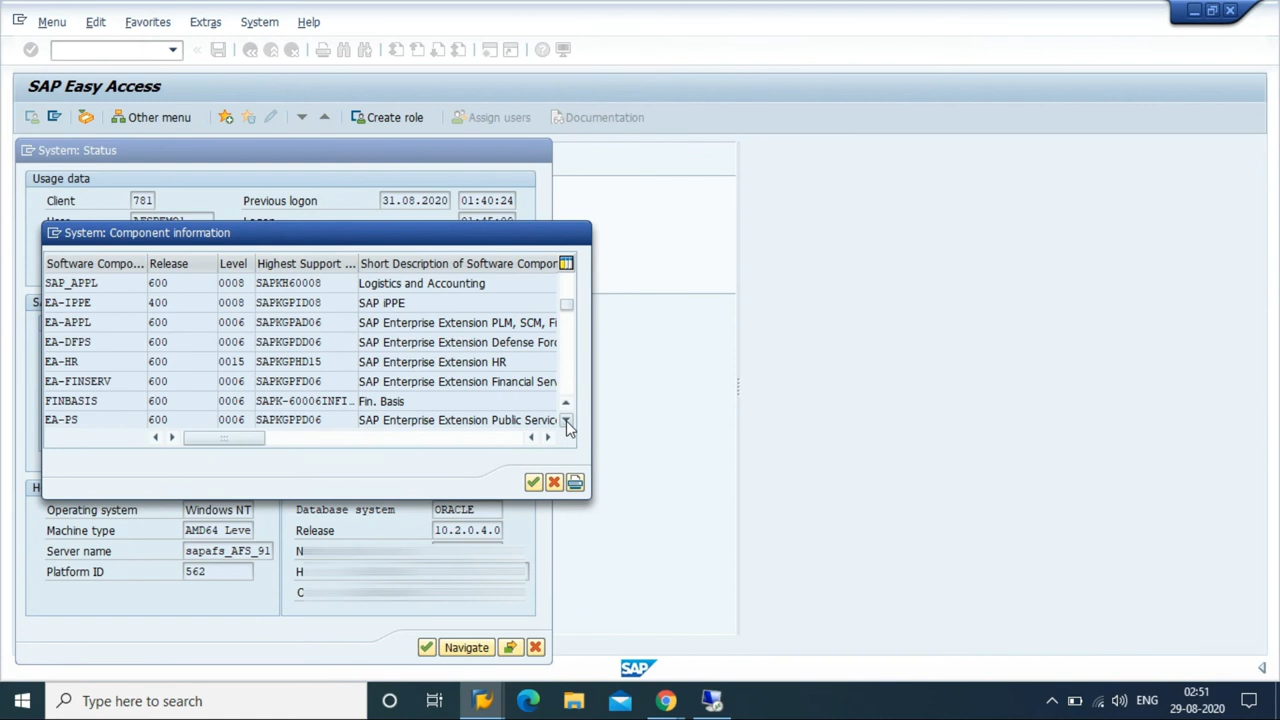 Menu Edit Favorites Extras System Help
SAP Easy Access
Other menu Create role Assign users Documentation
System: Status
Usage data
Client 781 Previous logon 31.08.2020 01:40:24
System: Component information
Software Compo... Release Level Highest Support ... Short Description of Software Compor
SAP_APPL 600 0008 SAPKH60008 Logistics and Accounting
EA-IPPE 400 0008 SAPKGPID08 SAP iPPE
EA-APPL 600 0006 SAPKGPAD06 SAP Enterprise Extension PLM, SCM, Fi
EA-DFPS 600 0006 SAPKGPDD06 SAP Enterprise Extension Defense Forc
EA-HR 600 0015 SAPKGPHD15 SAP Enterprise Extension HR
EA-FINSERV 600 0006 SAPKGPFD06 SAP Enterprise Extension Financial Serv
FINBASIS 600 0006 SAPK-60006INFI... Fin. Basis
EA-PS 600 0006 SAPKGPPD06 SAP Enterprise Extension Public Service
Operating system Windows NT Database system ORACLE
Machine type AMD64 Leve Release 10.2.0.4.0
Server name sapafs_AFS_91 N
Platform ID 562 H
C
Navigate
SAP
Type here to search
ENG 02:51
29-08-2020